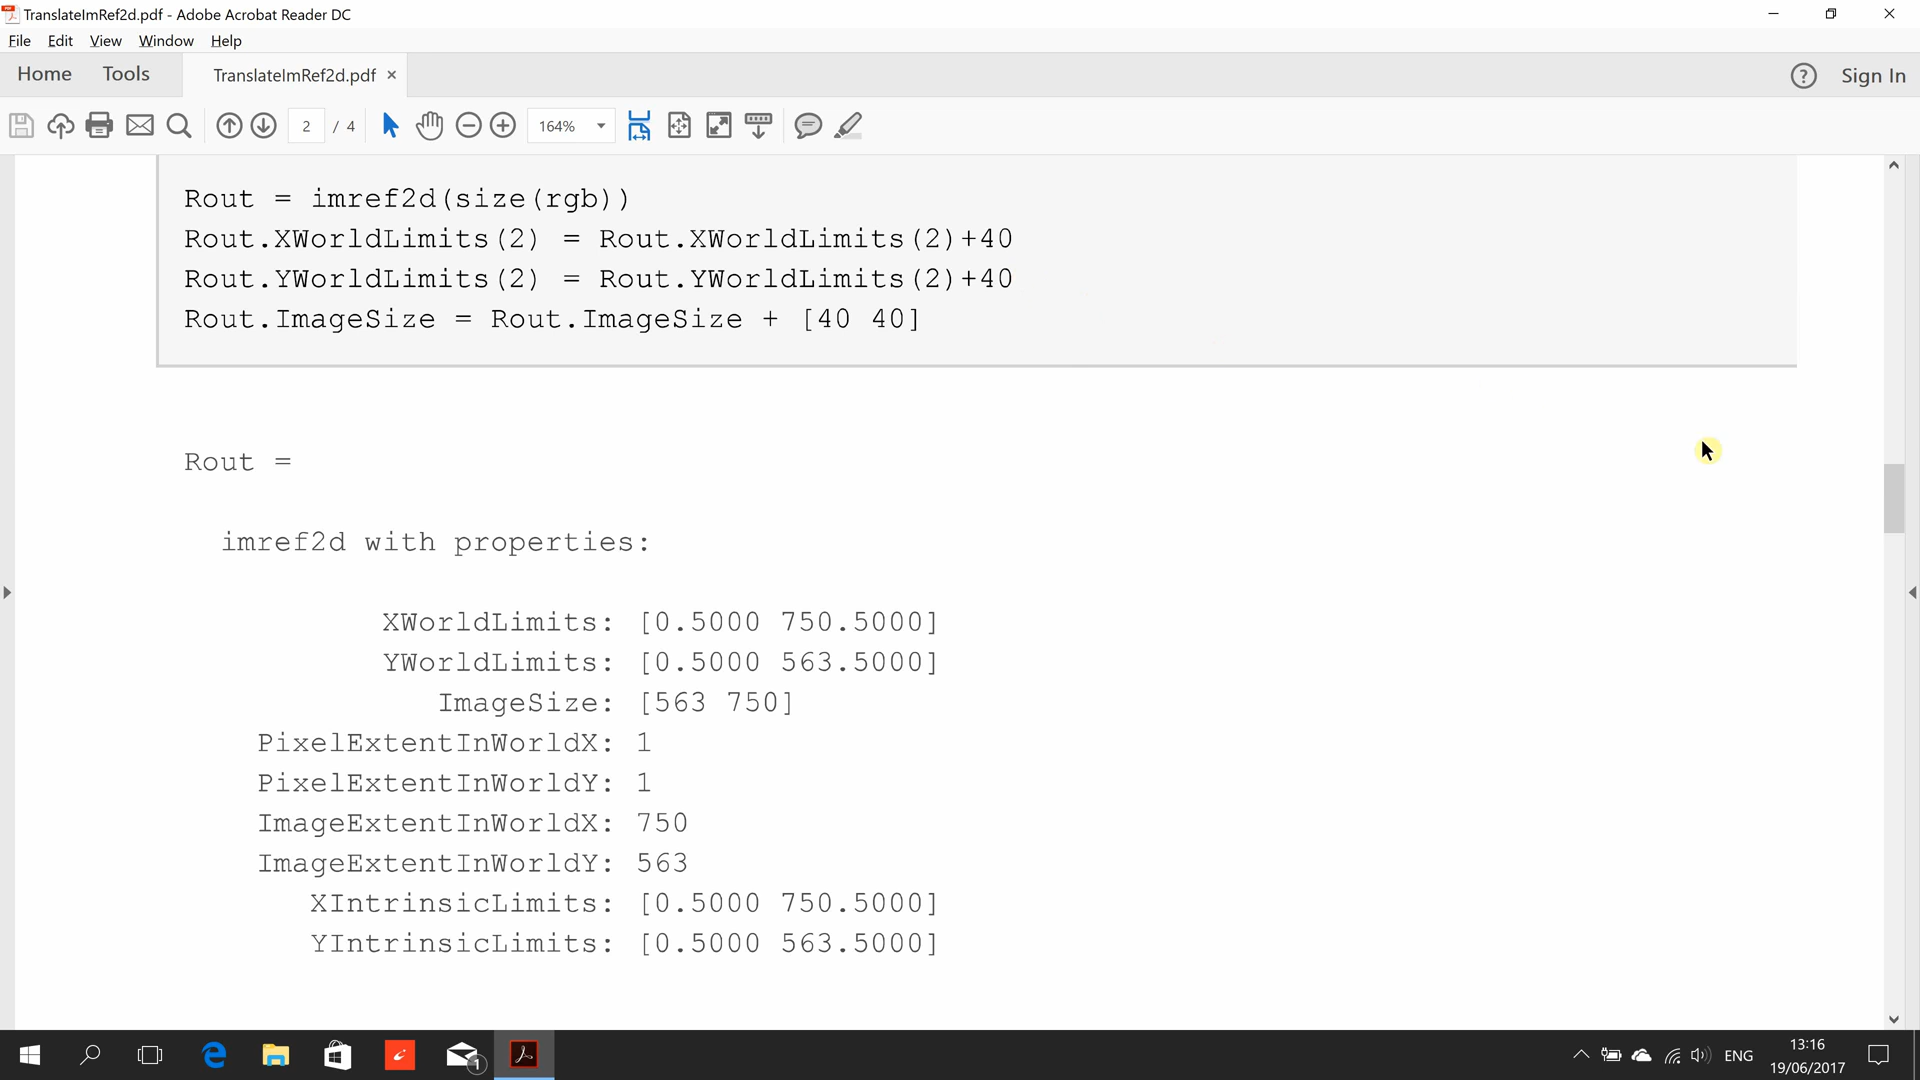 TranslateImRef2d.pdf - Adobe Acrobat Reader DC
File Edit View Window Help
Home Tools TranslateImRef2d.pdf × ? Sign In
2 / 4 164%
Rout = imref2d(size(rgb))
Rout.XWorldLimits(2) = Rout.XWorldLimits(2)+40
Rout.YWorldLimits(2) = Rout.YWorldLimits(2)+40
Rout.ImageSize = Rout.ImageSize + [40 40]
Rout =
imref2d with properties:
XWorldLimits: [0.5000 750.5000]
YWorldLimits: [0.5000 563.5000]
ImageSize: [563 750]
PixelExtentInWorldX: 1
PixelExtentInWorldY: 1
ImageExtentInWorldX: 750
ImageExtentInWorldY: 563
XIntrinsicLimits: [0.5000 750.5000]
YIntrinsicLimits: [0.5000 563.5000]
1 ENG 13:16
19/06/2017